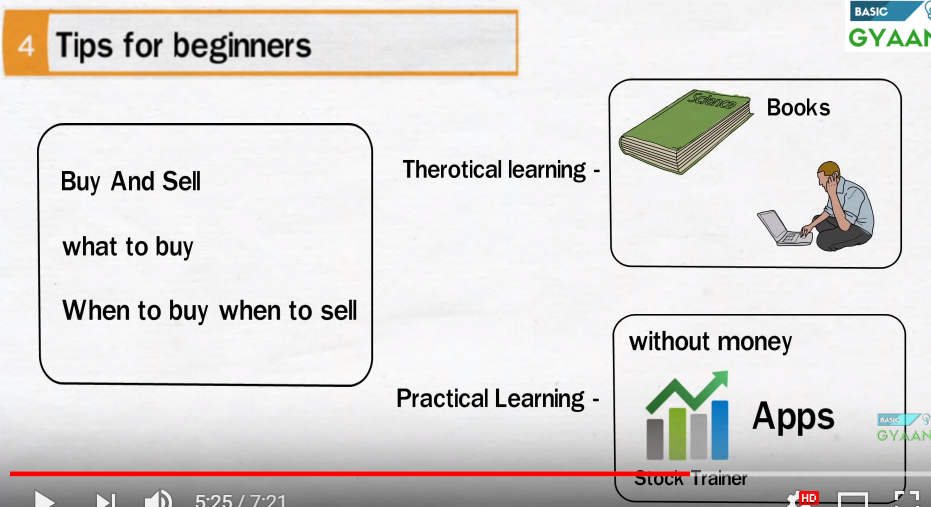 4 Tips for beginners
BASIC
GYAAN
Buy And Sell
what to buy
When to buy when to sell
Therotical learning -
Science
Books
Practical Learning -
without money
Apps
Stock Trainer
BASIC
GYAAN
5:25 / 7:21
HD